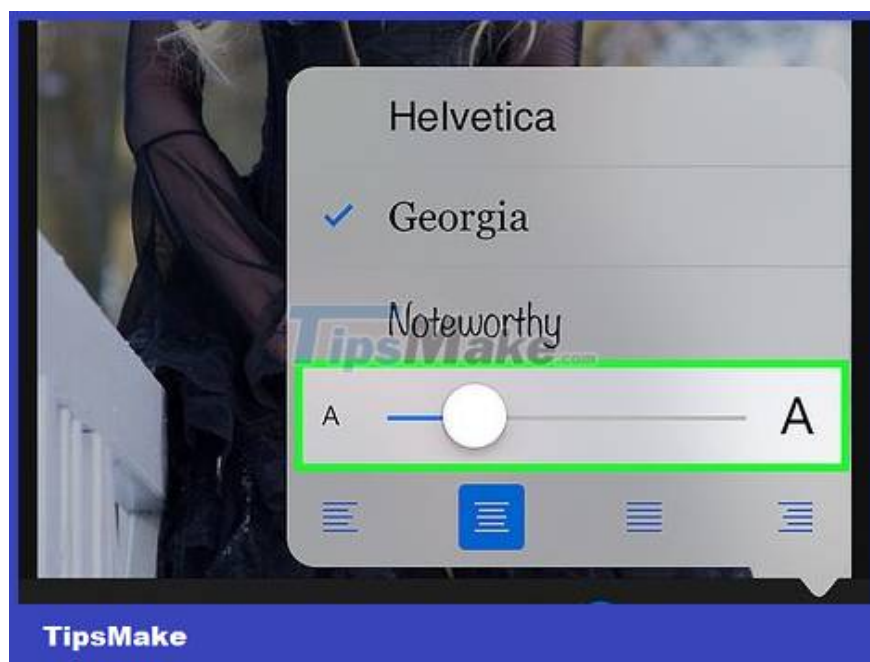 Helvetica
Georgia
Noteworthy
TipsMake.com
A A
TipsMake